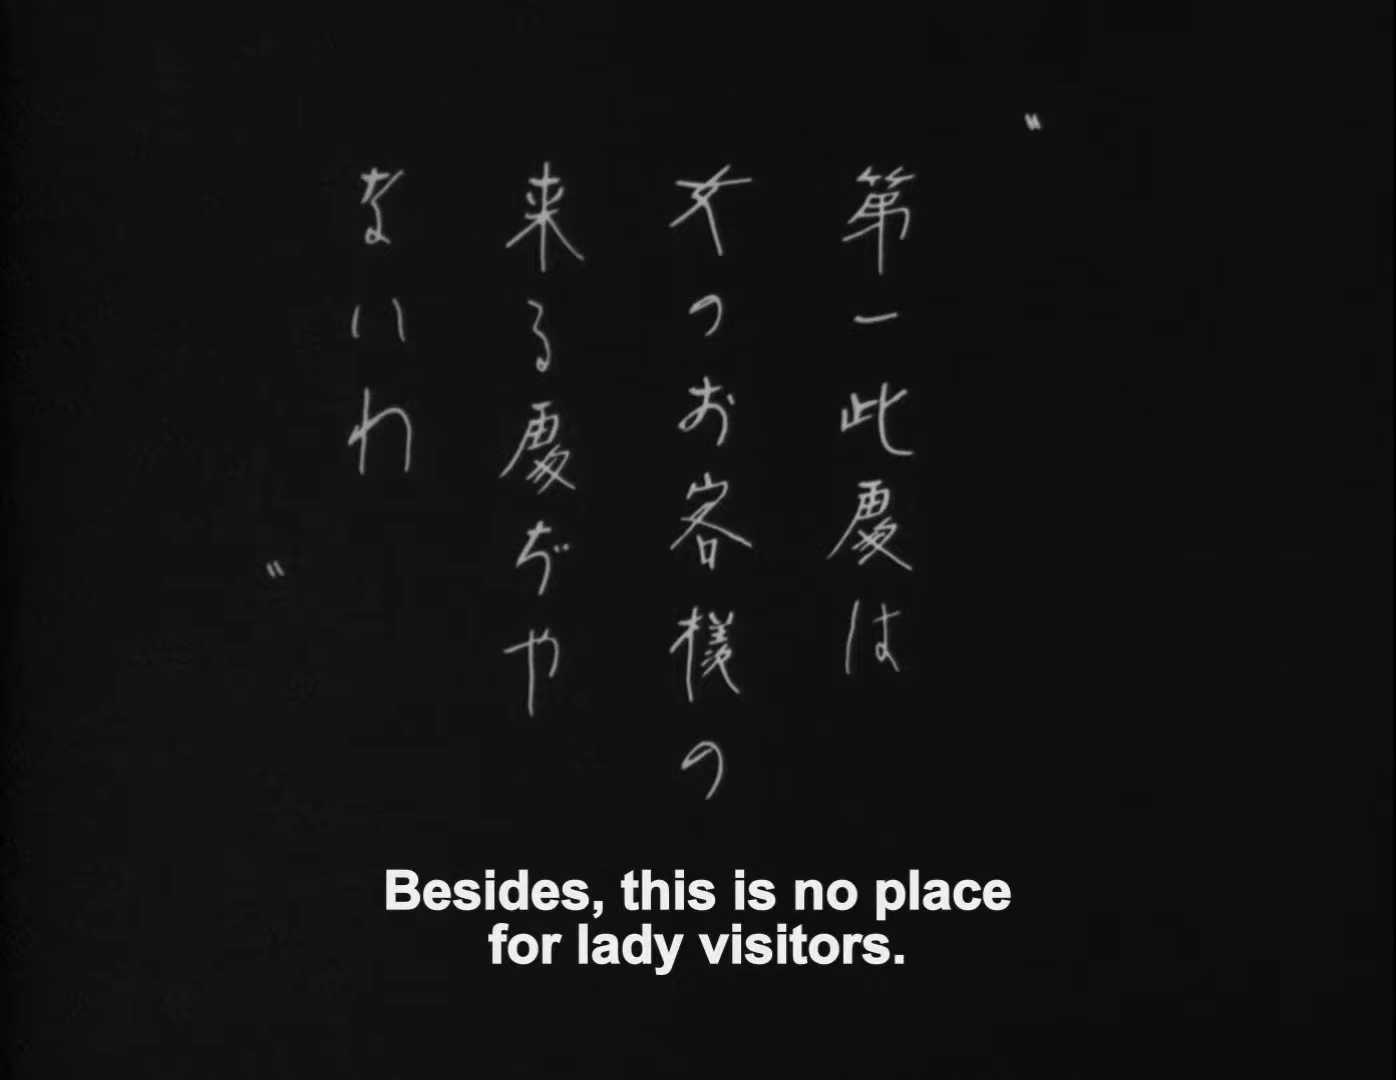 〝第一此處は
女のお客様の
来る處ぢや
ないわ〟
Besides, this is no place
for lady visitors.